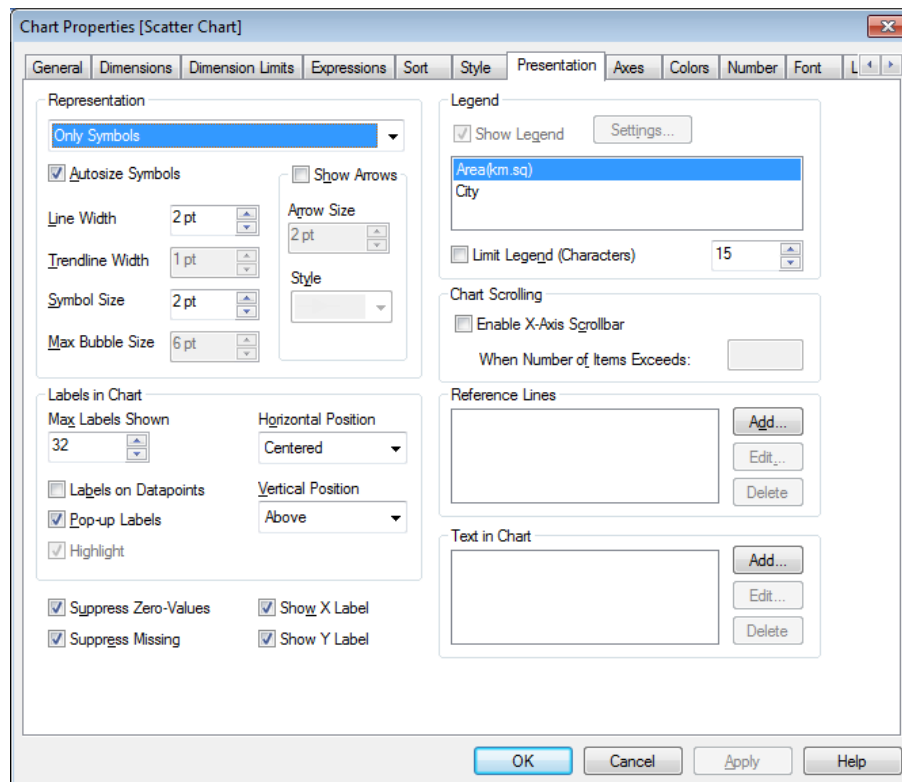 Chart Properties [Scatter Chart]
General Dimensions Dimension Limits Expressions Sort Style Presentation Axes Colors Number Font L
Representation
Only Symbols
Autosize Symbols
Show Arrows
Line Width 2 pt
Arrow Size
2 pt
Trendline Width 1 pt
Style
Symbol Size 2 pt
Max Bubble Size 6 pt
Legend
Show Legend Settings...
Area(km.sq)
City
Limit Legend (Characters) 15
Chart Scrolling
Enable X-Axis Scrollbar
When Number of Items Exceeds:
Labels in Chart
Max Labels Shown Horizontal Position
32 Centered
Labels on Datapoints Vertical Position
Pop-up Labels Above
Highlight
Reference Lines
Add...
Edit...
Delete
Text in Chart
Add...
Edit...
Delete
Suppress Zero-Values Show X Label
Suppress Missing Show Y Label
OK Cancel Apply Help